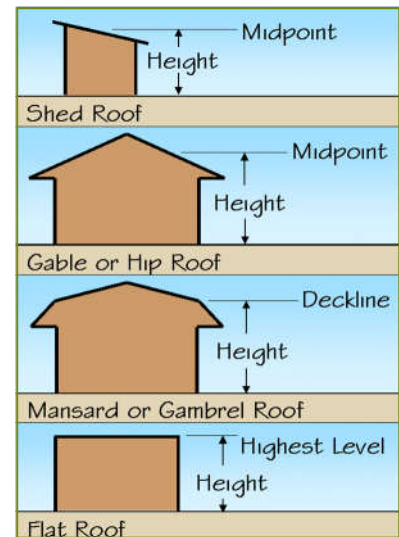 Midpoint
Height
Shed Roof
Midpoint
Height
Gable or Hip Roof
Deckline
Height
Mansard or Gambrel Roof
Highest Level
Height
Flat Roof